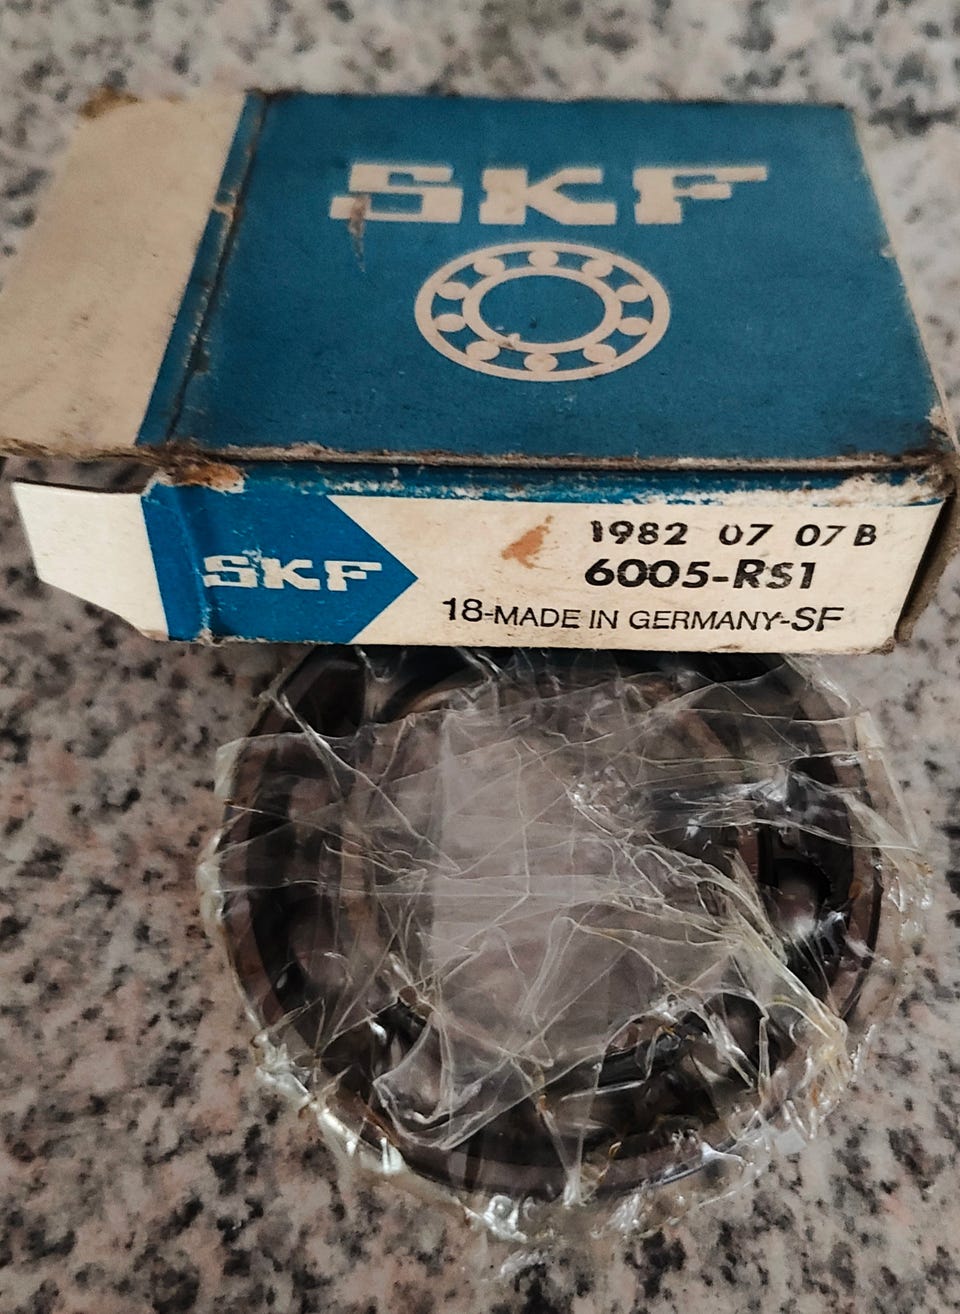 SKF
SKF
1982 07 07 B
6005-RS1
18-MADE IN GERMANY-SF